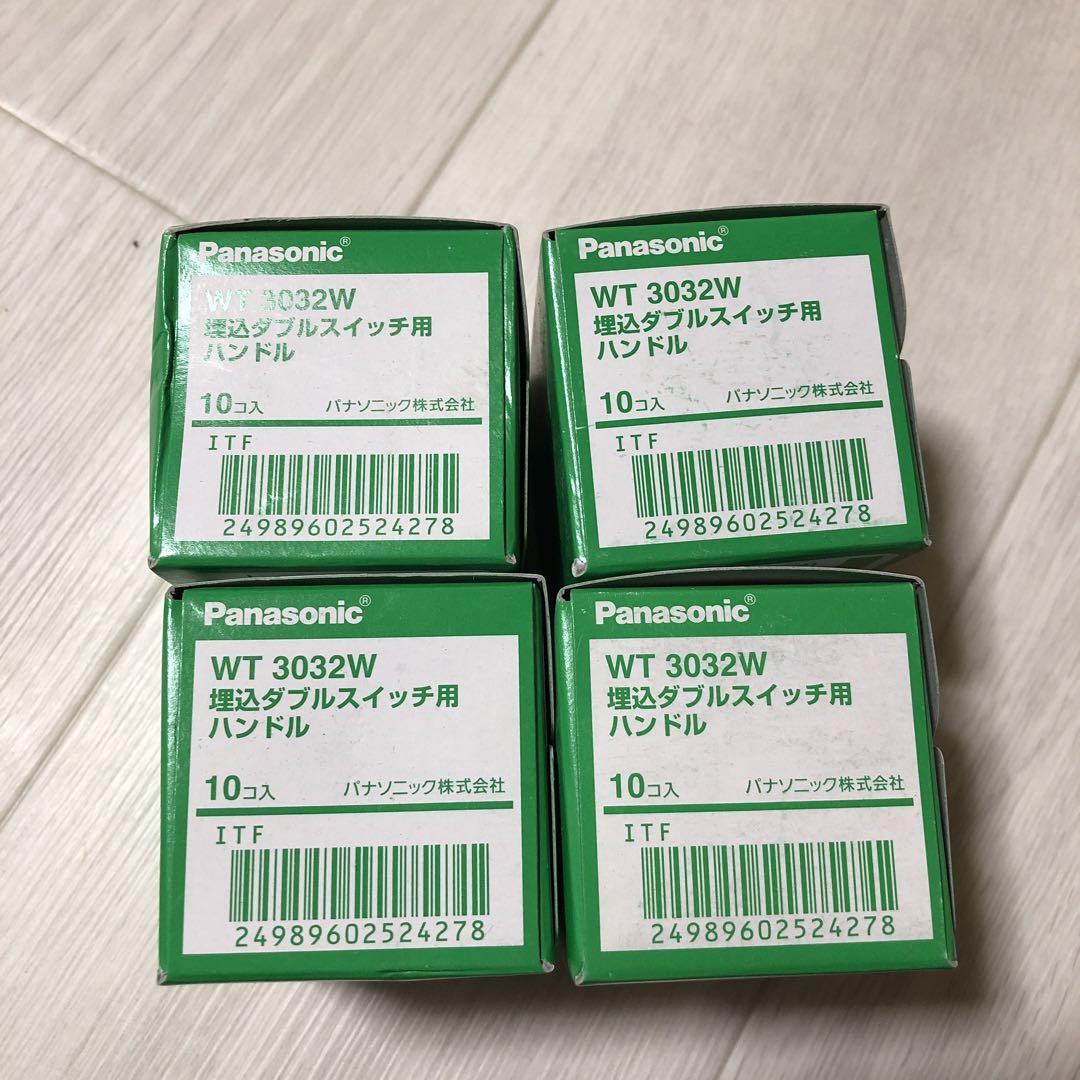 Panasonic®
WT 3032W
埋込ダブルスイッチ用
ハンドル
10コ入 パナソニック株式会社
ITF
24989602524278
Panasonic®
WT 3032W
埋込ダブルスイッチ用
ハンドル
10コ入 パナソニック株式会社
ITF
24989602524278
Panasonic®
WT 3032W
埋込ダブルスイッチ用
ハンドル
10コ入 パナソニック株式会社
ITF
24989602524278
Panasonic®
WT 3032W
埋込ダブルスイッチ用
ハンドル
10コ入 パナソニック株式会社
ITF
24989602524278